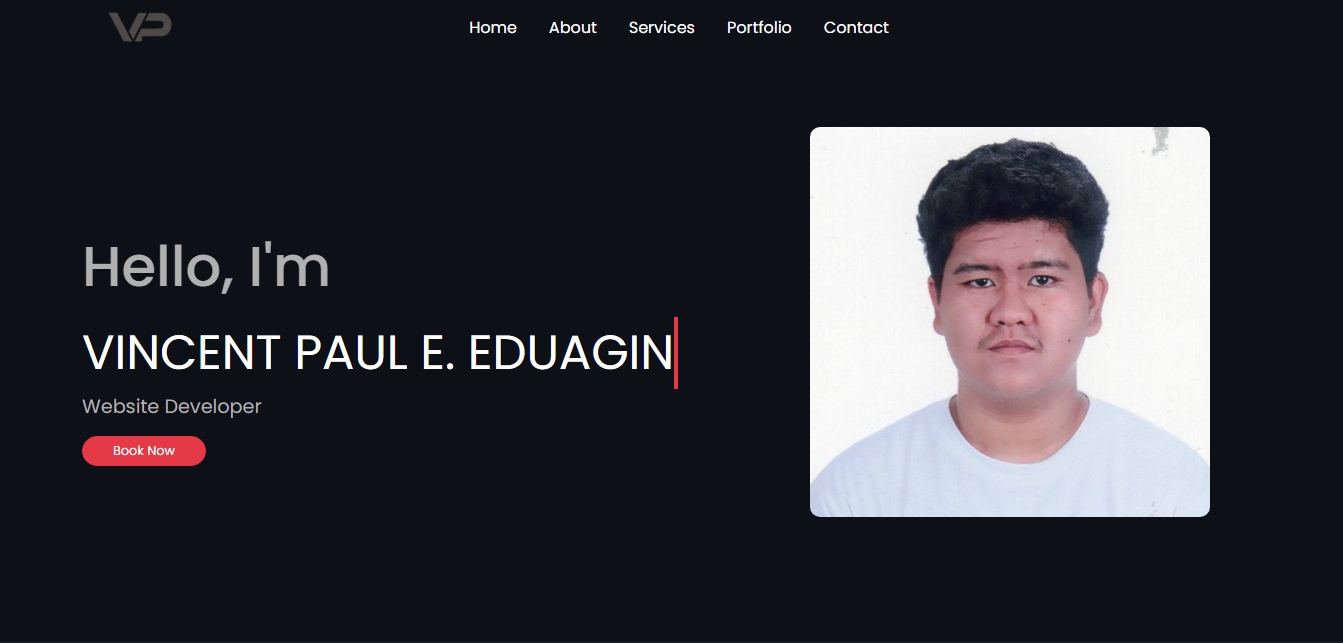 VP
Home About Services Portfolio Contact
Hello, I'm
VINCENT PAUL E. EDUAGIN
Website Developer
Book Now